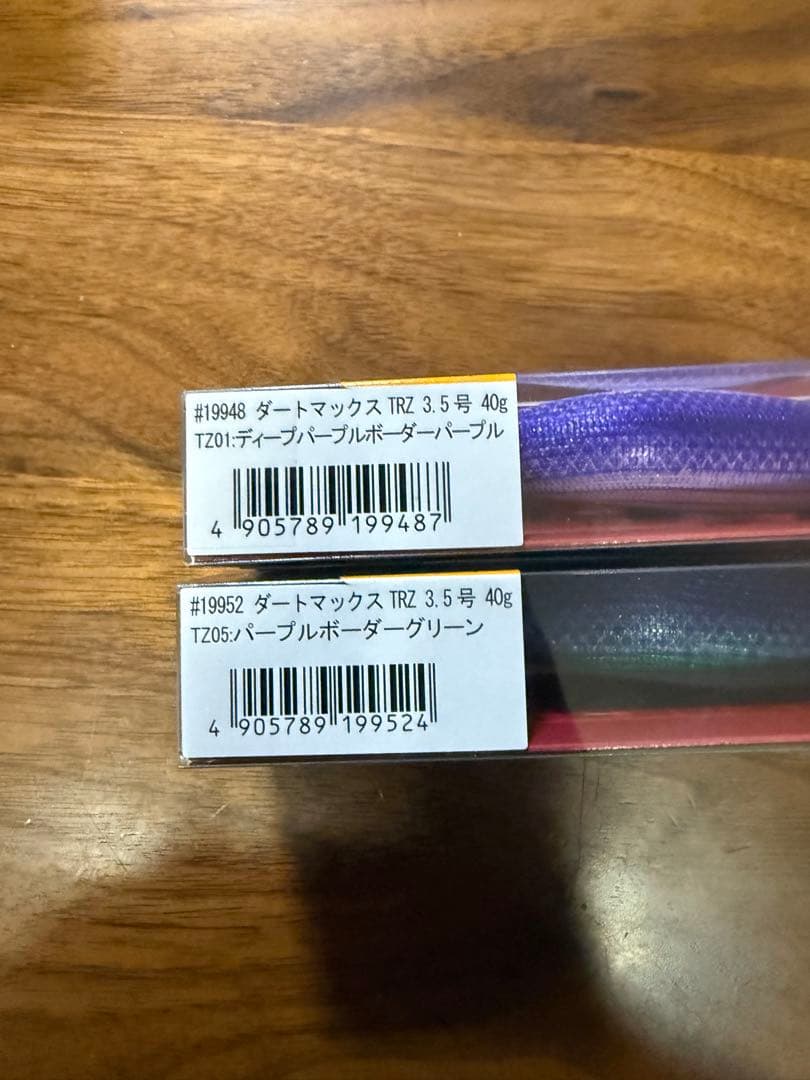 #19948 ダートマックス TRZ 3.5号 40g
TZ01:ディープパープルボーダーパープル
4 905789 199487
#19952 ダートマックス TRZ 3.5号 40g
TZ05:パープルボーダーグリーン
4 905789 199524